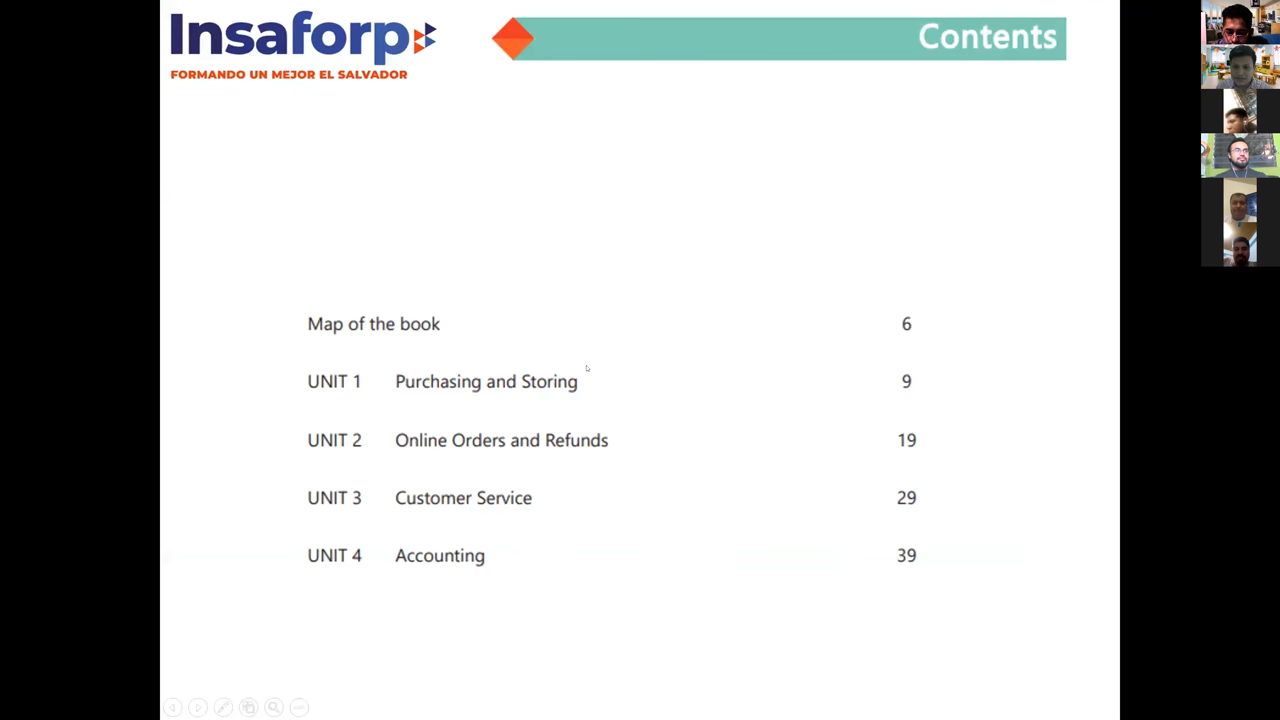 Insaforp
FORMANDO UN MEJOR EL SALVADOR
Contents
Map of the book 6
UNIT 1 Purchasing and Storing 9
UNIT 2 Online Orders and Refunds 19
UNIT 3 Customer Service 29
UNIT 4 Accounting 39